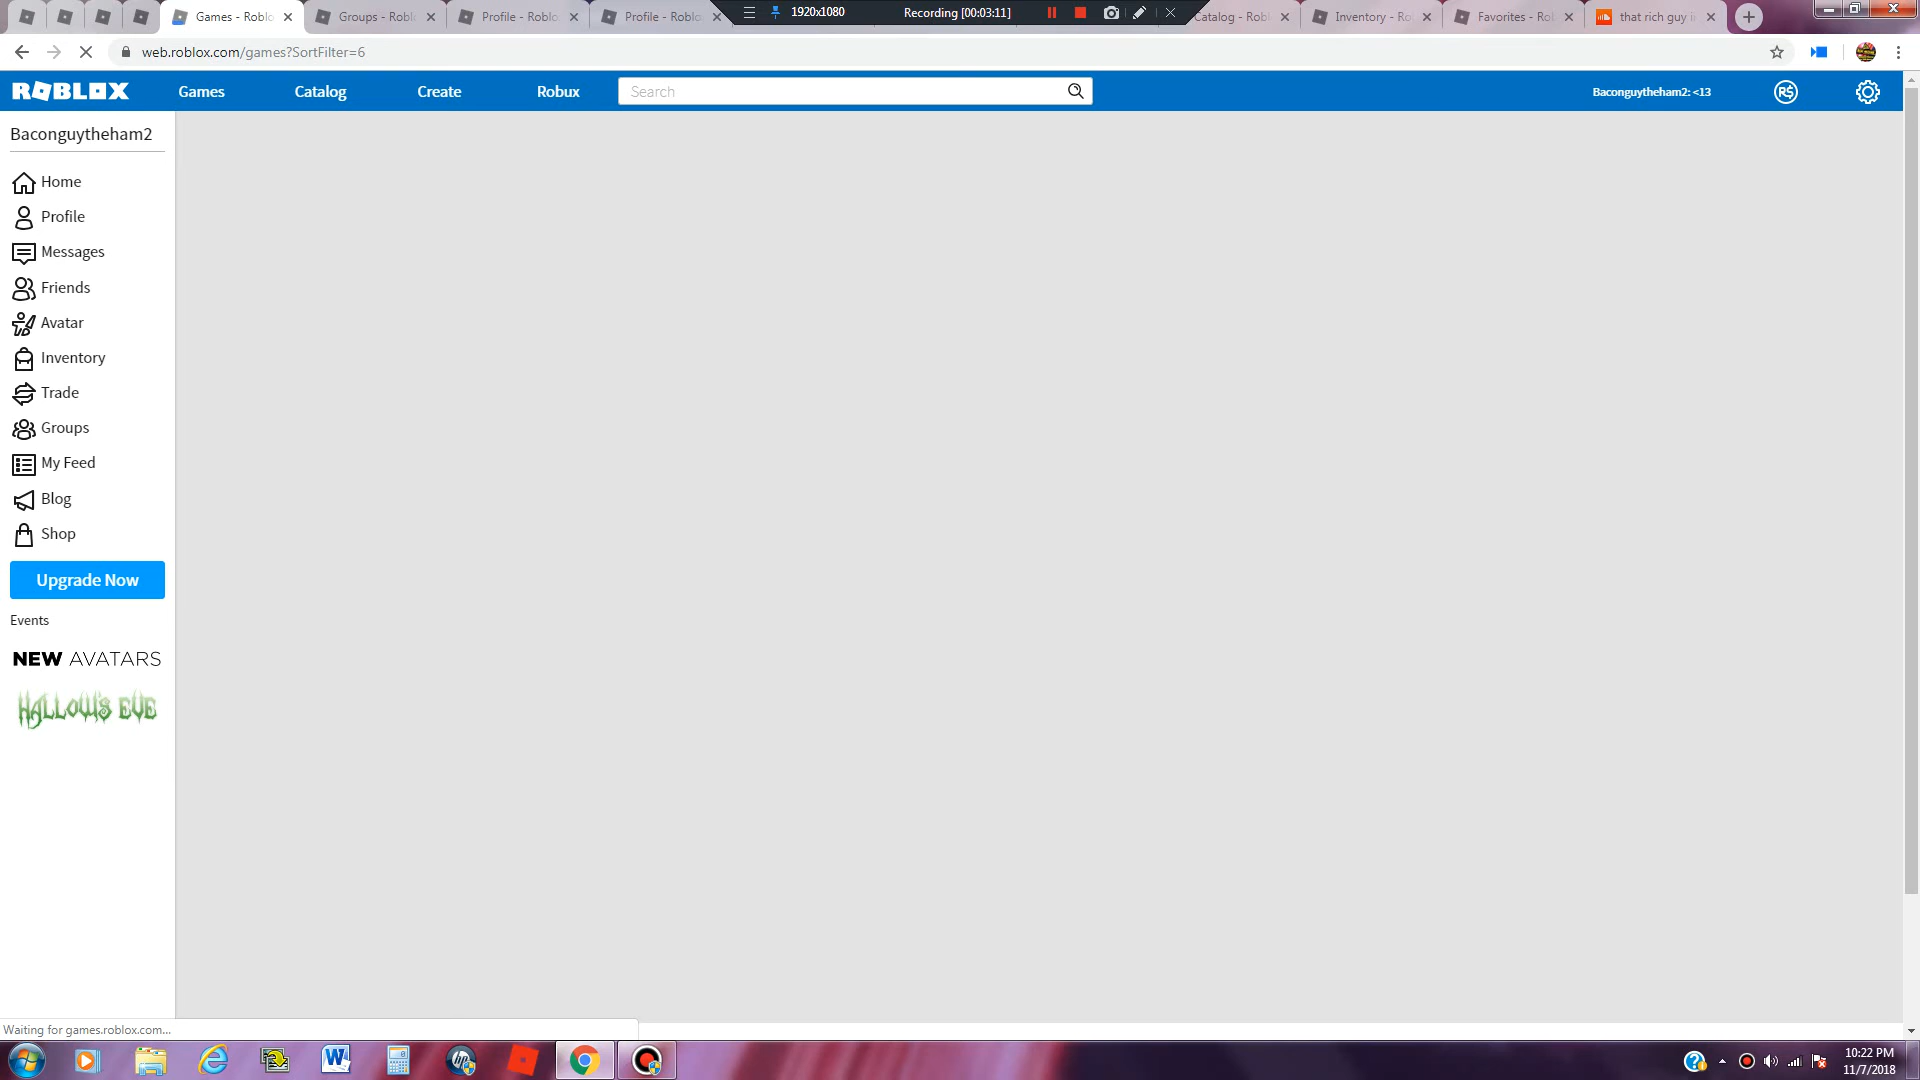 Games - Roblo
Groups - Robl
Profile - Roblo
Profile - Roblo
1920x1080
Recording [00:03:11]
Catalog - Robl
Inventory - Ro
Favorites - Rob
that rich guy i
web.roblox.com/games?SortFilter=6
ROBLOX
Games
Catalog
Create
Robux
Search
Baconguytheham2: <13
R$
Baconguytheham2
Home
Profile
Messages
Friends
Avatar
Inventory
Trade
Groups
My Feed
Blog
Shop
Upgrade Now
Events
NEW AVATARS
HALLOW'S EVE
Waiting for games.roblox.com...
10:22 PM
11/7/2018